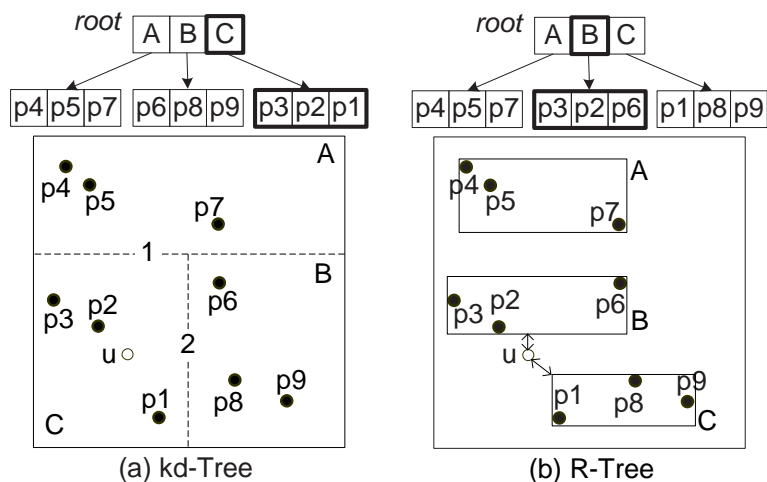 root
A B C
p4 p5 p7 p6 p8 p9 p3 p2 p1
A
p4
p5
p7
1
B
p3 p2 p6
2
u
p1 p8 p9
C
(a) kd-Tree
root
A B C
p4 p5 p7 p3 p2 p6 p1 p8 p9
A
p4
p5
p7
p3 p2 p6
B
u
p1 p8 p9
C
(b) R-Tree